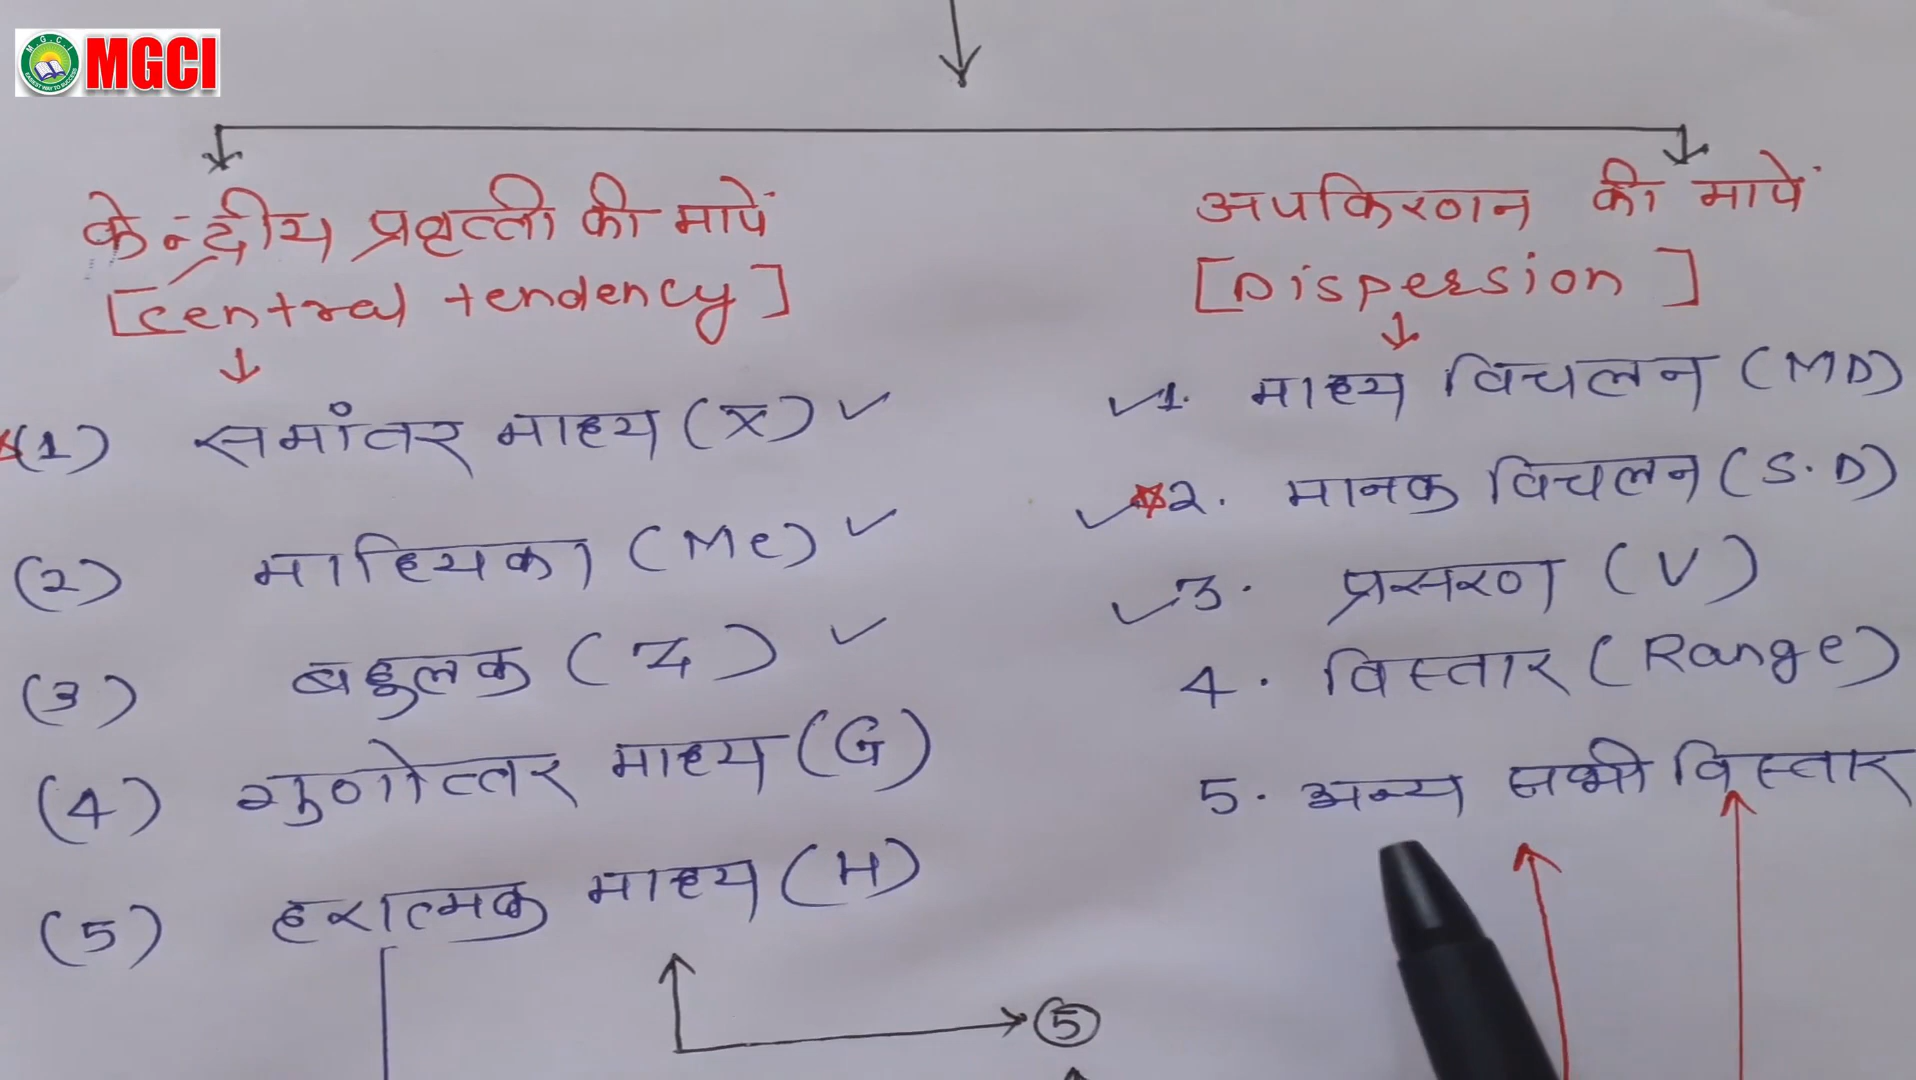 MGCI
केन्द्रीय प्रवृत्ती की मापें
[Central tendency]
(1) समांतर माध्य (x̄)
(2) माध्यिका (Me)
(3) बहुलक (Z)
(4) गुणोत्तर माध्य (G)
(5) हरात्मक माध्य (H)
5
अपकिरणन की मापें
[Dispersion]
1. माध्य विचलन (MD)
2. मानक विचलन (S.D)
3. प्रसरण (V)
4. विस्तार (Range)
5. अन्य सभी विस्तार